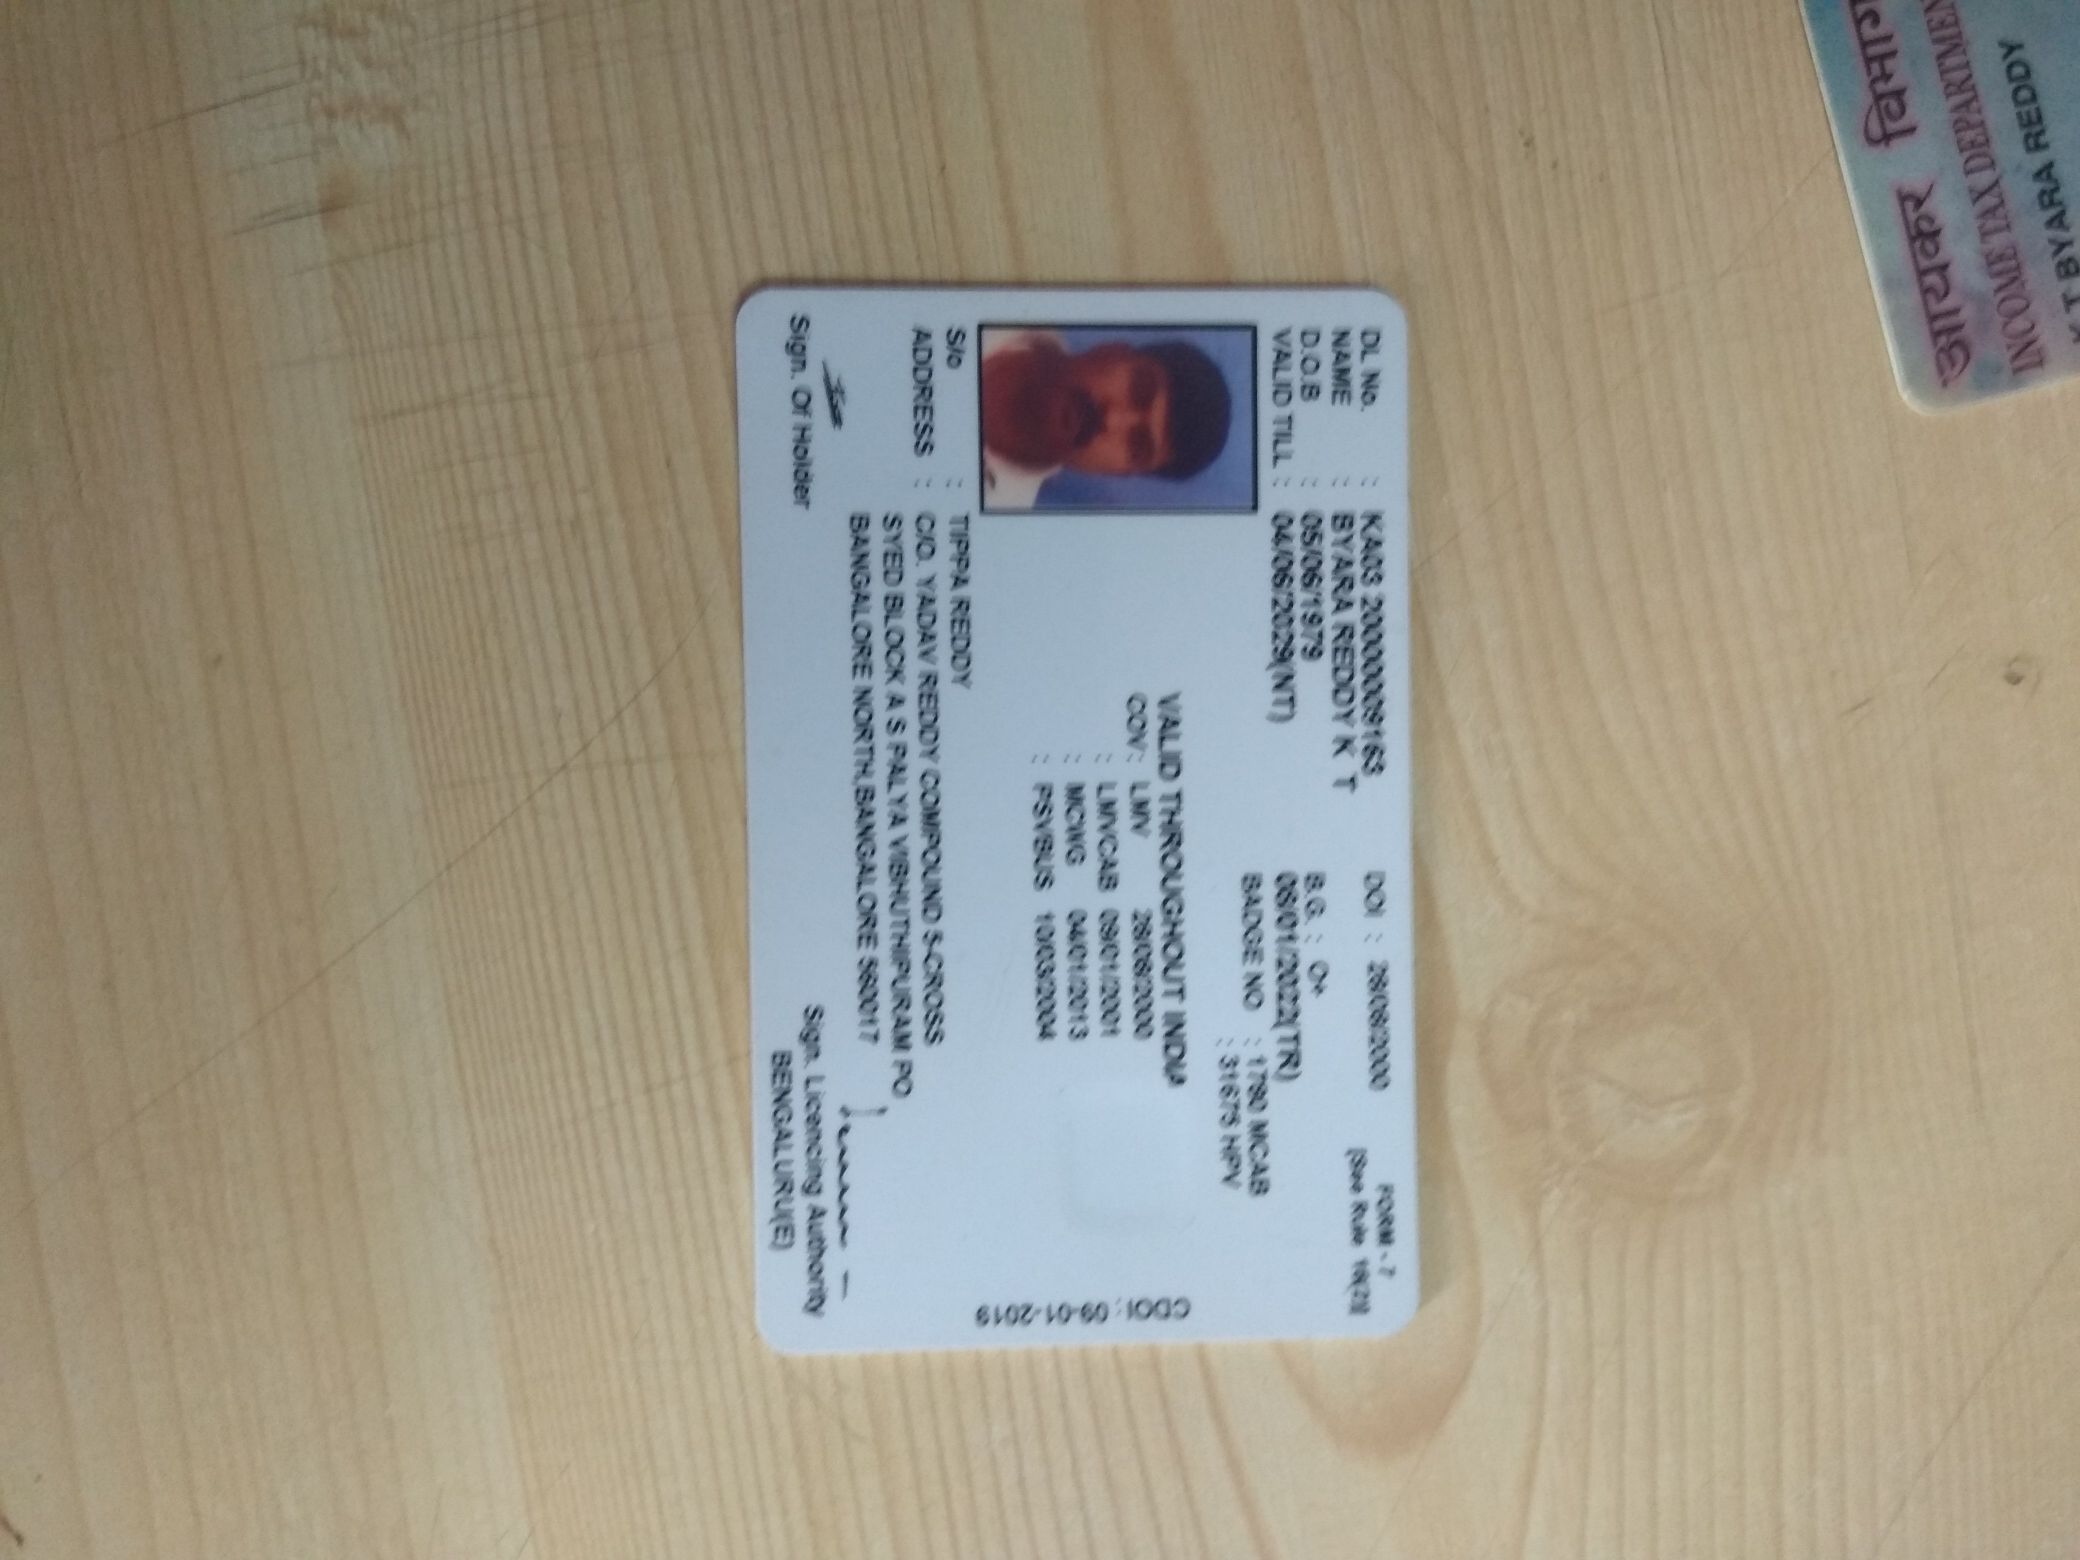 FORM - 7
[See Rule 16(2)]
DL No. : KA03 20000009163 DOI : 28/08/2000
NAME : BYARA REDDY K T
D.O.B : 05/06/1979 B.G. : O+
VALID TILL : 04/06/2029(NT) 08/01/2022(TR)
BADGE NO : 1780 MCAB
: 31675 HPV
VALID THROUGHOUT INDIA
COV : LMV 28/08/2000
: LMVCAB 09/01/2001
: MCWG 04/01/2013
: PSVBUS 10/03/2004
CDOI : 09-01-2019
S/o : TIPPA REDDY
ADDRESS : C/O. YADAV REDDY COMPOUND 5-CROSS
SYED BLOCK A S PALYA VIBHUTHIPURAM PO
BANGALORE NORTH,BANGALORE 560017
Sign. Of Holder
Sign. Licencing Authority
BENGALURU(E)
आयकर विभाग
INCOME TAX DEPARTMEN
K T BYARA REDDY